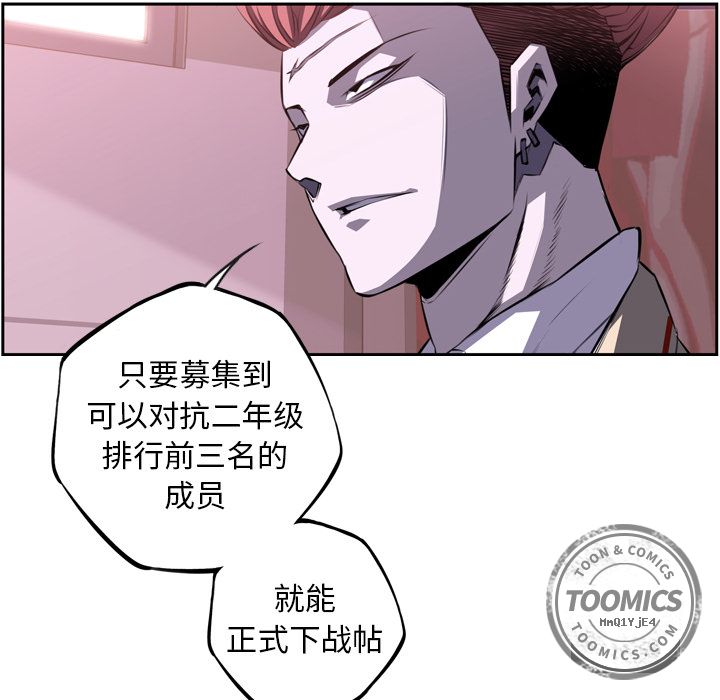 只要募集到
可以对抗二年级
排行前三名的
成员
就能
正式下战帖
TOON & COMICS
TOOMICS
MmQ1YjE4
TOOMICS.COM